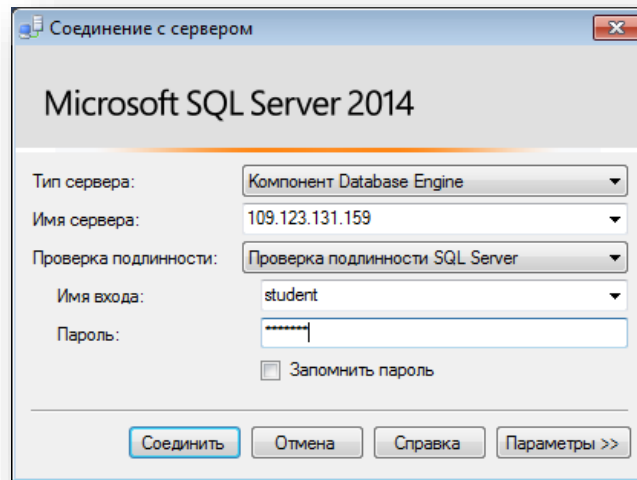 Соединение с сервером
Microsoft SQL Server 2014
Тип сервера: Компонент Database Engine
Имя сервера: 109.123.131.159
Проверка подлинности: Проверка подлинности SQL Server
Имя входа: student
Пароль: *******
Запомнить пароль
Соединить Отмена Справка Параметры >>